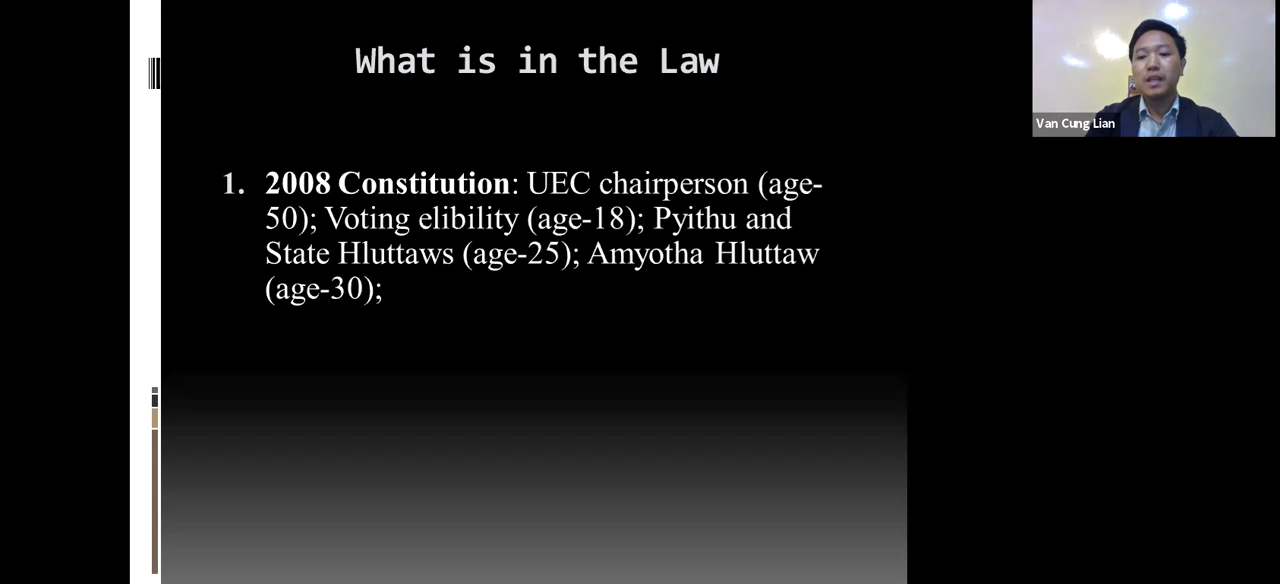 What is in the Law
1. 2008 Constitution: UEC chairperson (age-
50); Voting elibility (age-18); Pyithu and
State Hluttaws (age-25); Amyotha Hluttaw
(age-30);
Van Cung Lian